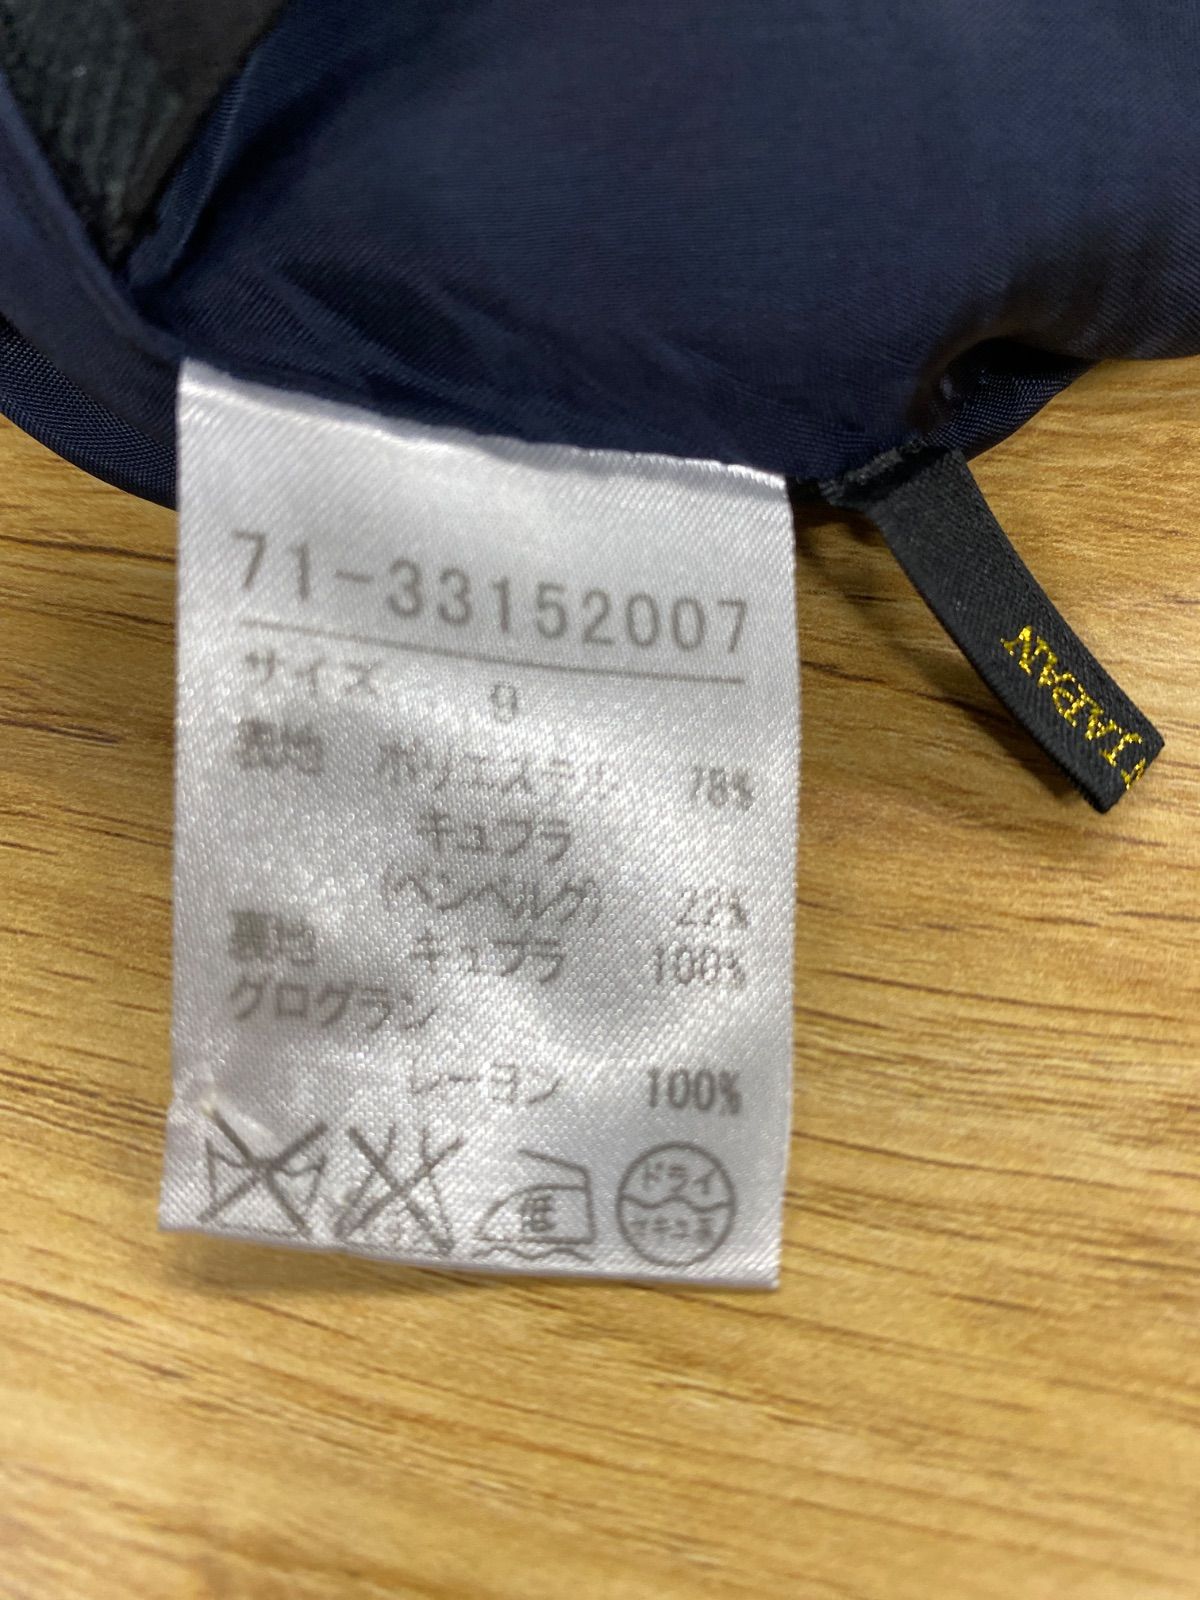 71-33152007
サイズ 9
表地 ポリエステル 78%
キュプラ
(ベンベルグ) 22%
裏地 キュプラ 100%
グログラン
レーヨン 100%
低
ドライ
JAPAN